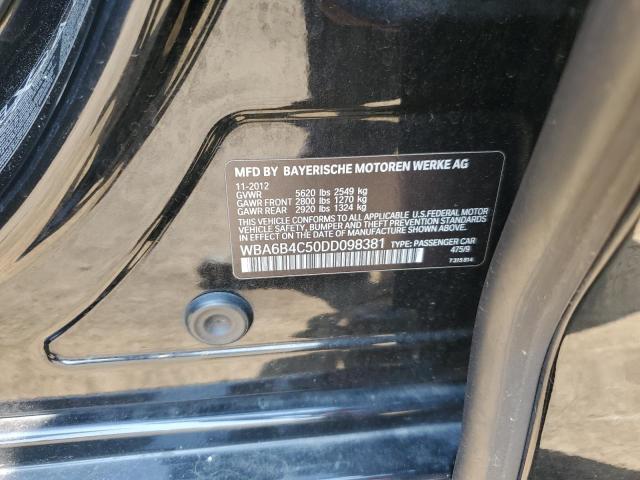 MFD BY BAYERISCHE MOTOREN WERKE AG
11-2012
GVWR 5620 lbs 2549 kg
GAWR FRONT 2800 lbs 1270 kg
GAWR REAR 2920 lbs 1324 kg
THIS VEHICLE CONFORMS TO ALL APPLICABLE U.S.FEDERAL MOTOR
VEHICLE SAFETY, BUMPER AND THEFT PREVENTION STANDARDS
IN EFFECT ON THE DATE OF MANUFACTURE SHOWN ABOVE.
WBA6B4C50DD098381 TYPE: PASSENGER CAR
475/9
7315814